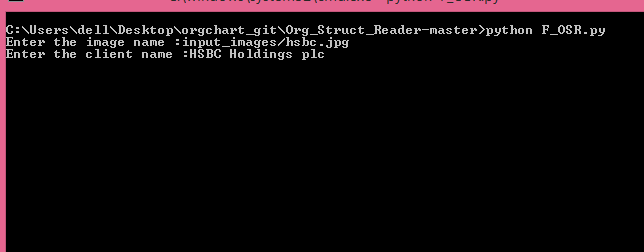 C:\Users\dell\Desktop\orgchart_git\Org_Struct_Reader-master>python F_OSR.py
Enter the image name :input_images/hsbc.jpg
Enter the client name :HSBC Holdings plc